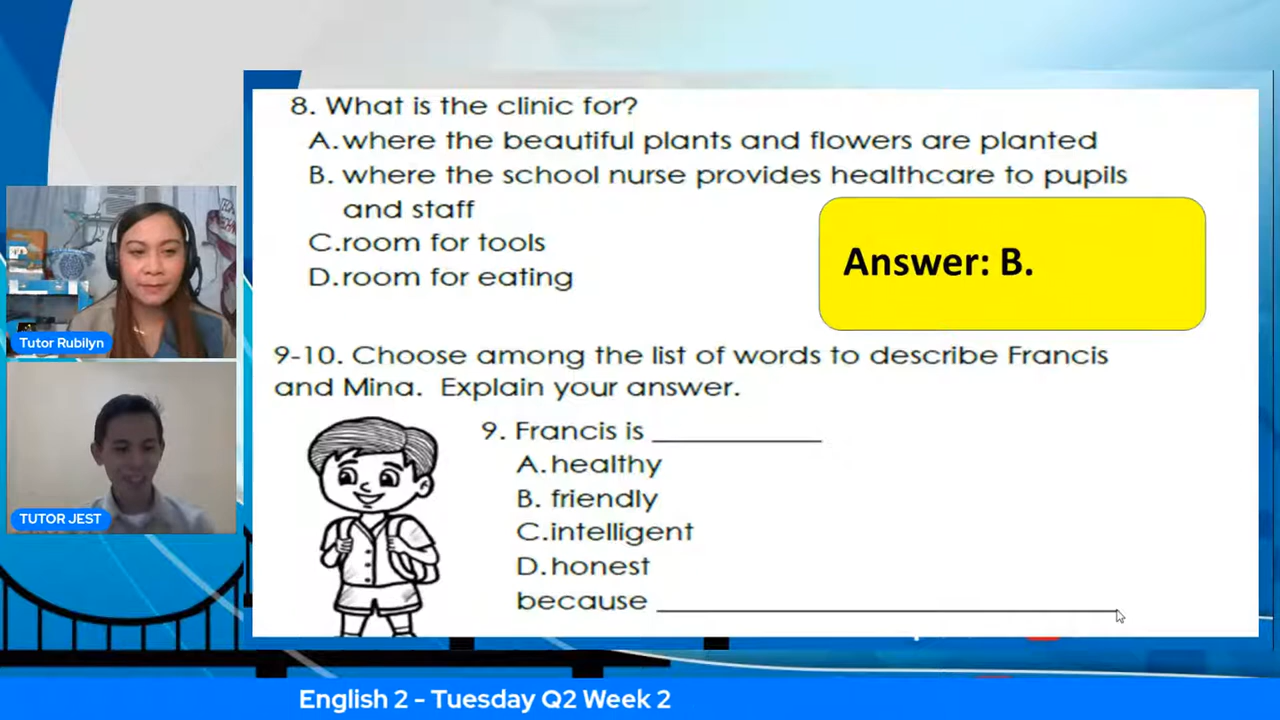 8. What is the clinic for?
A. where the beautiful plants and flowers are planted
B. where the school nurse provides healthcare to pupils
and staff
C. room for tools
D. room for eating
Answer: B.
9-10. Choose among the list of words to describe Francis
and Mina. Explain your answer.
9. Francis is ____________
A. healthy
B. friendly
C. intelligent
D. honest
because _________________________________
Tutor Rubilyn
TUTOR JEST
English 2 - Tuesday Q2 Week 2